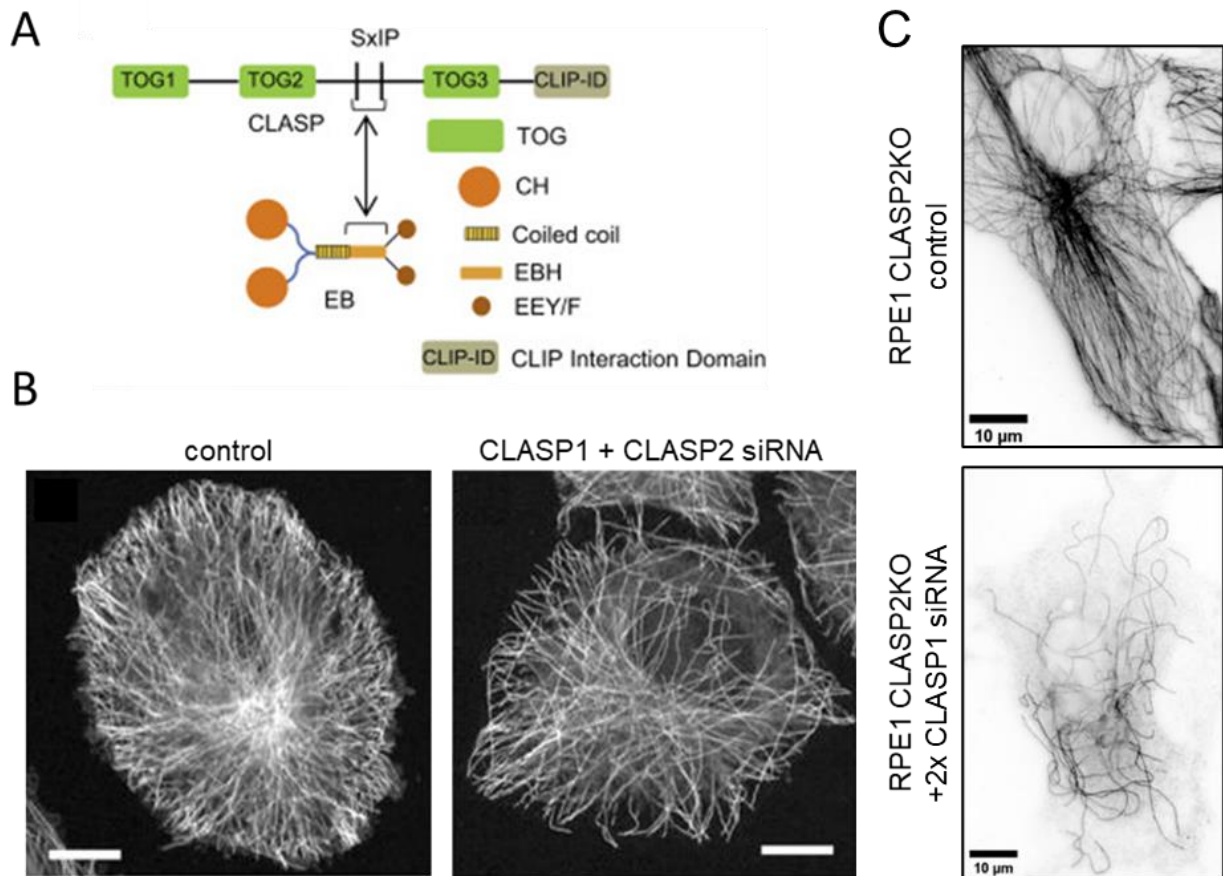 A
SxIP
TOG1 TOG2 TOG3 CLIP-ID
CLASP
TOG
CH
Coiled coil
EB
EBH
EEY/F
CLIP-ID CLIP Interaction Domain
B
control
CLASP1 + CLASP2 siRNA
C
RPE1 CLASP2KO
control
10 µm
RPE1 CLASP2KO
+2x CLASP1 siRNA
10 µm